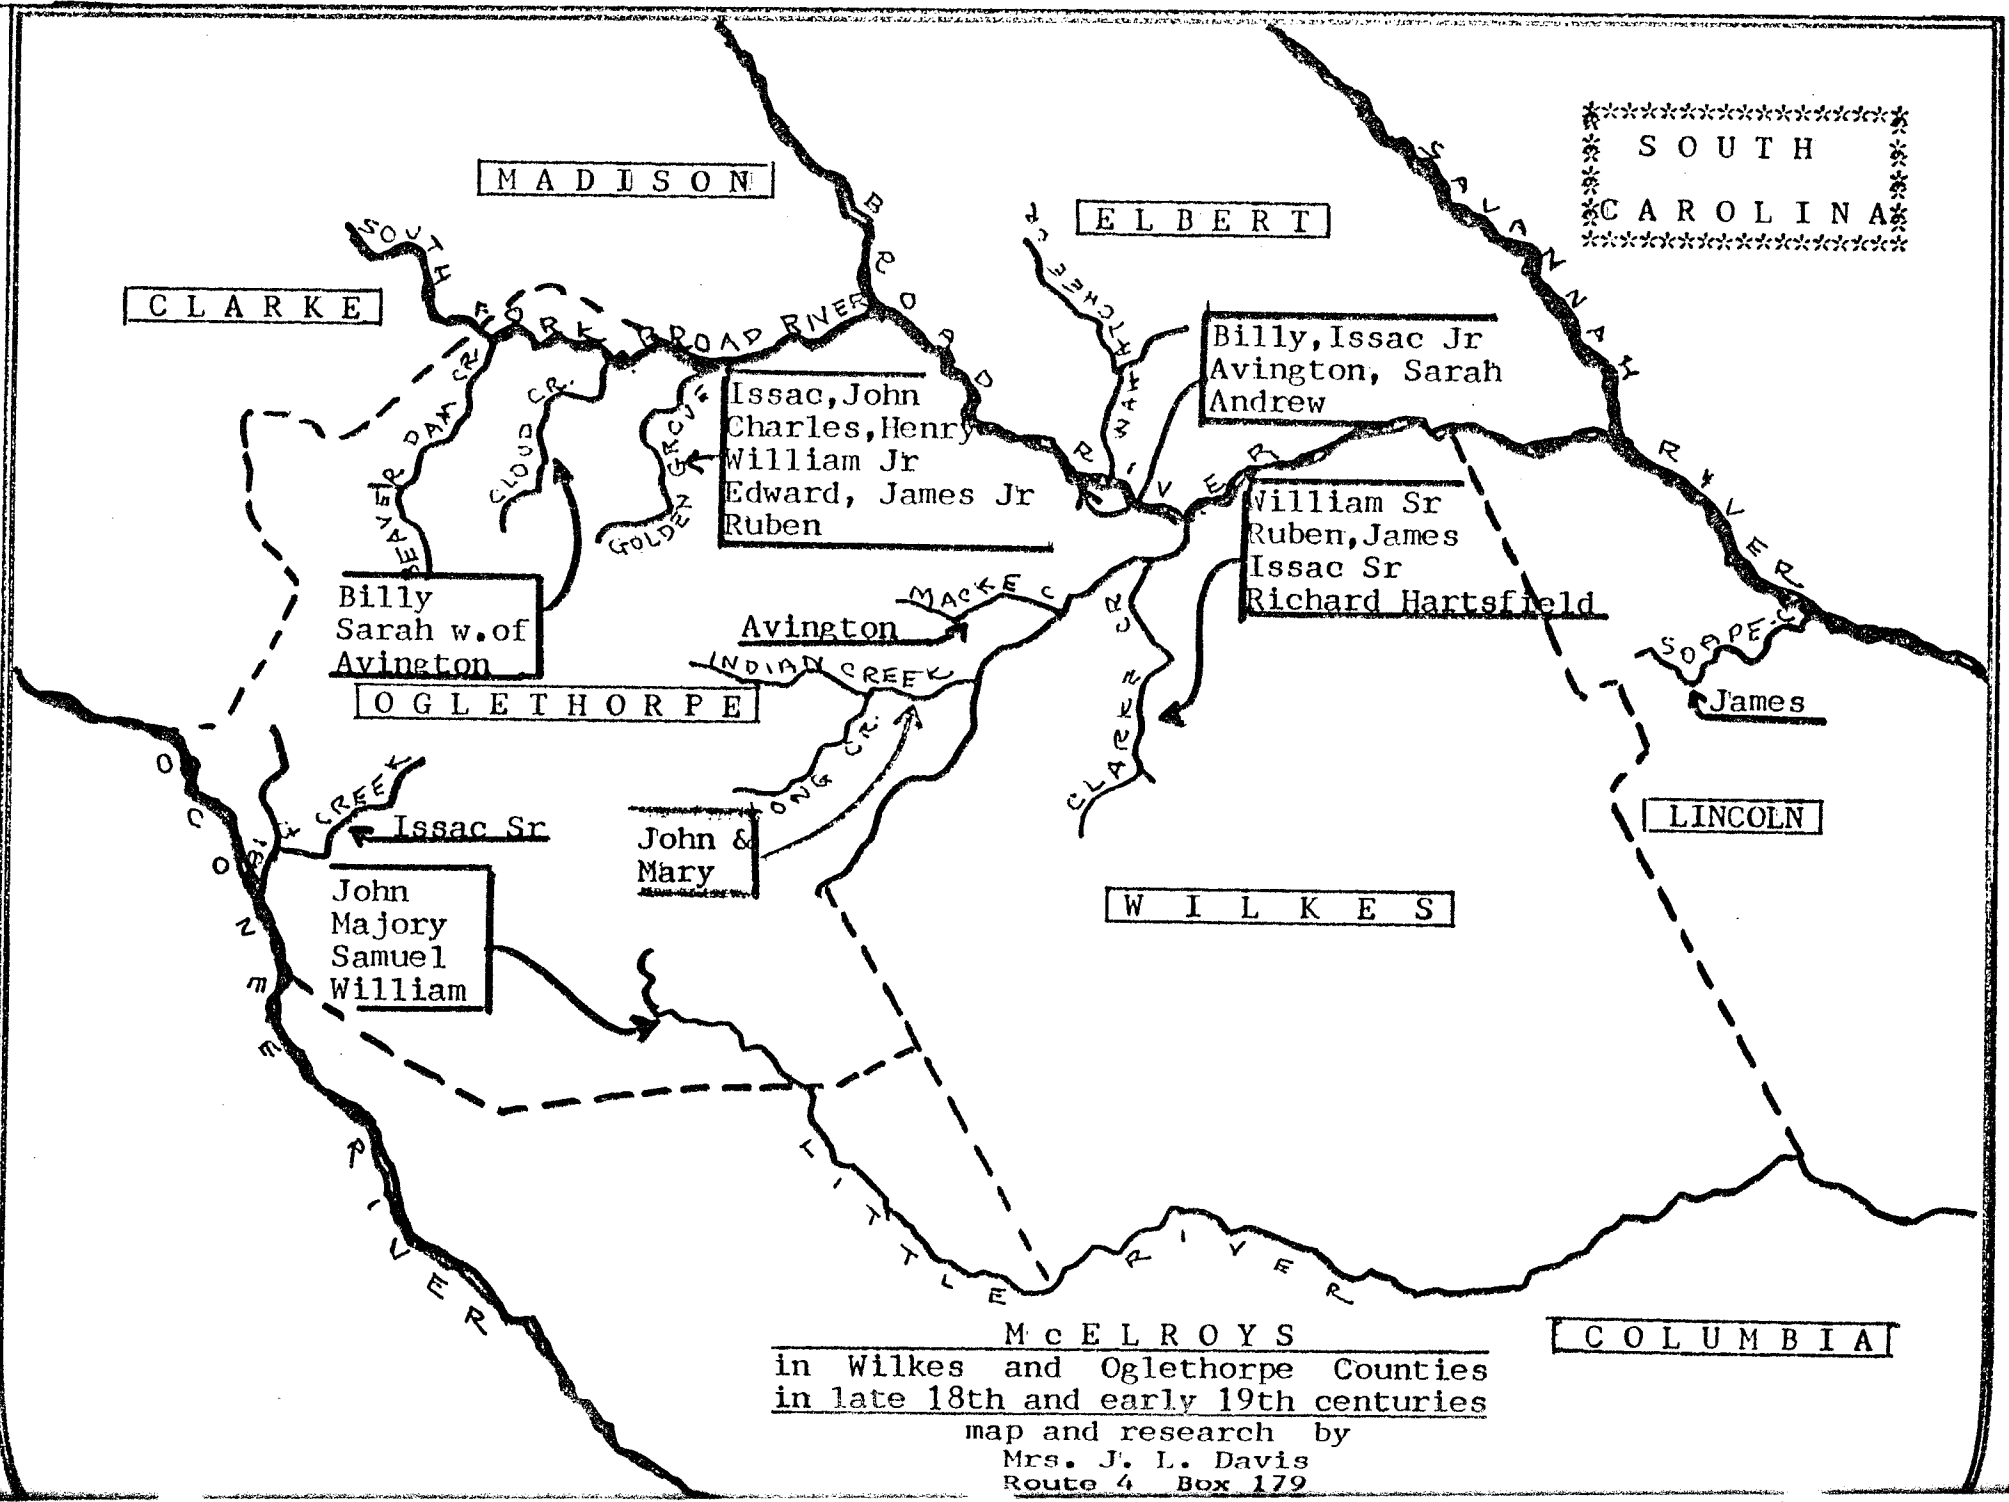 SOUTH
CAROLINA
MADISON
ELBERT
CLARKE
SOUTH FORK BROAD RIVER
BROAD RIVER
SAVANNAH RIVER
WAHATCHEE
BEAVER DAM CR
CLOUD CR.
GOLDEN GROVE
Billy, Issac Jr
Avington, Sarah
Andrew
Issac, John
Charles, Henry
William Jr
Edward, James Jr
Ruben
William Sr
Ruben, James
Issac Sr
Richard Hartsfield
Billy
Sarah w. of
Avington
MACKE C
Avington
INDIAN CREEK
OGLETHORPE
LONG CR.
CLARKE CR
SOAPE C
James
LINCOLN
OCONEE RIVER
BIG CREEK
Issac Sr
John &
Mary
John
Majory
Samuel
William
WILKES
LITTLE RIVER
COLUMBIA
McELROYS
in Wilkes and Oglethorpe Counties
in late 18th and early 19th centuries
map and research by
Mrs. J. L. Davis
Route 4 Box 179